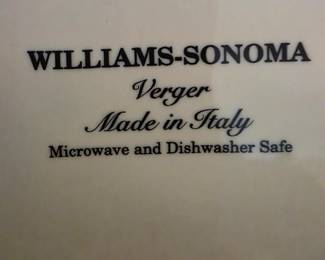 WILLIAMS-SONOMA
Verger
Made in Italy
Microwave and Dishwasher Safe